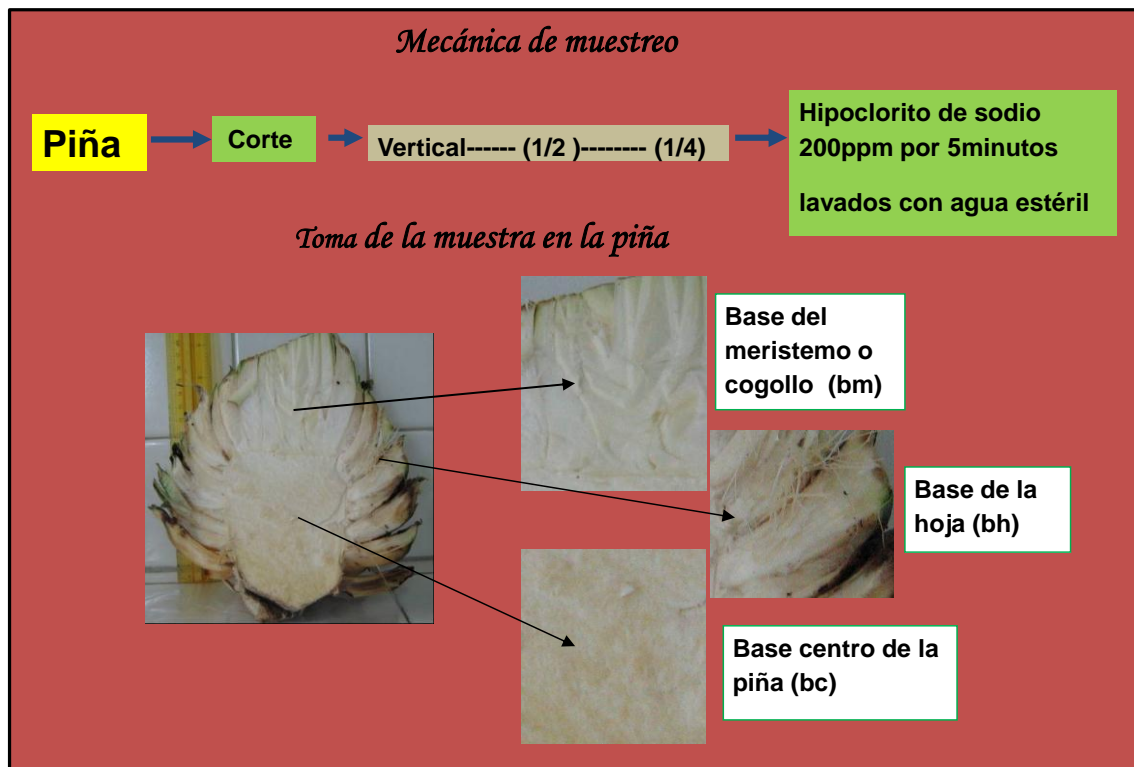 Mecánica de muestreo
Piña
Corte
Vertical------ (1/2 )-------- (1/4)
Hipoclorito de sodio
200ppm por 5minutos
lavados con agua estéril
Toma de la muestra en la piña
Base del
meristemo o
cogollo (bm)
Base de la
hoja (bh)
Base centro de la
piña (bc)